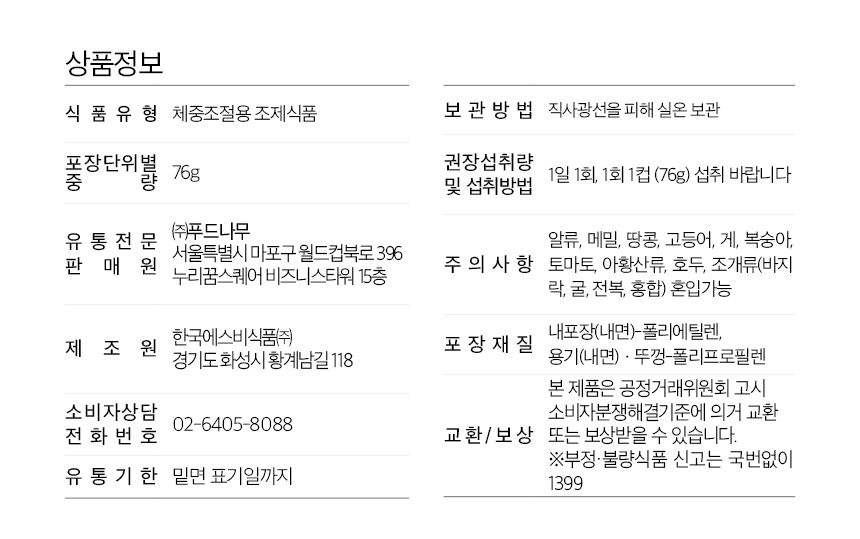 상품정보
식품유형 체중조절용 조제식품
포장단위별
중량 76g
유통전문
판매원
㈜푸드나무
서울특별시 마포구 월드컵북로 396
누리꿈스퀘어 비즈니스타워 15층
제조원
한국에스비식품㈜
경기도 화성시 황계남길 118
소비자상담
전화번호 02-6405-8088
유통기한 밑면 표기일까지
보관방법 직사광선을 피해 실온 보관
권장섭취량
및 섭취방법 1일 1회, 1회 1컵 (76g) 섭취 바랍니다
주의사항
알류, 메밀, 땅콩, 고등어, 게, 복숭아,
토마토, 아황산류, 호두, 조개류(바지
락, 굴, 전복, 홍합) 혼입가능
포장재질
내포장(내면)-폴리에틸렌,
용기(내면)·뚜껑-폴리프로필렌
교환/보상
본 제품은 공정거래위원회 고시
소비자분쟁해결기준에 의거 교환
또는 보상받을 수 있습니다.
※부정·불량식품 신고는 국번없이
1399